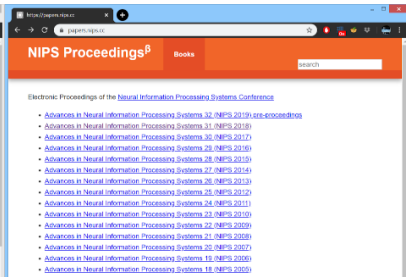 https://papers.nips.cc
papers.nips.cc
NIPS Proceedingsβ
Books
search
Electronic Proceedings of the Neural Information Processing Systems Conference
• Advances in Neural Information Processing Systems 32 (NIPS 2019) pre-proceedings
• Advances in Neural Information Processing Systems 31 (NIPS 2018)
• Advances in Neural Information Processing Systems 30 (NIPS 2017)
• Advances in Neural Information Processing Systems 29 (NIPS 2016)
• Advances in Neural Information Processing Systems 28 (NIPS 2015)
• Advances in Neural Information Processing Systems 27 (NIPS 2014)
• Advances in Neural Information Processing Systems 26 (NIPS 2013)
• Advances in Neural Information Processing Systems 25 (NIPS 2012)
• Advances in Neural Information Processing Systems 24 (NIPS 2011)
• Advances in Neural Information Processing Systems 23 (NIPS 2010)
• Advances in Neural Information Processing Systems 22 (NIPS 2009)
• Advances in Neural Information Processing Systems 21 (NIPS 2008)
• Advances in Neural Information Processing Systems 20 (NIPS 2007)
• Advances in Neural Information Processing Systems 19 (NIPS 2006)
• Advances in Neural Information Processing Systems 18 (NIPS 2005)